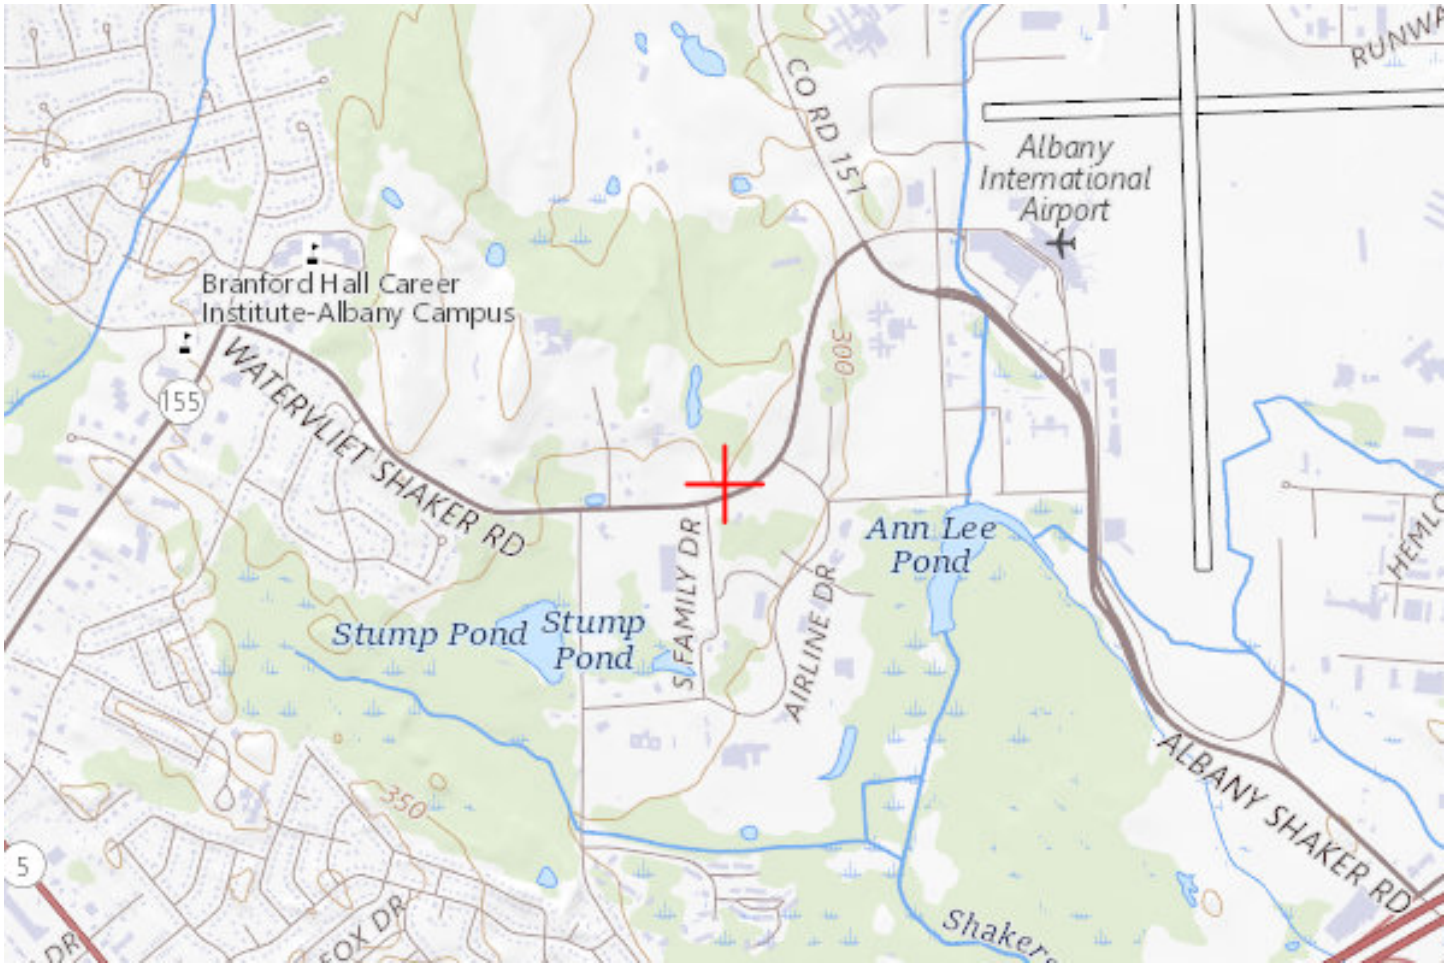 RUNWA
CO RD 151
Albany
International
Airport
Branford Hall Career
Institute-Albany Campus
300
WATERVLIET SHAKER RD
155
Ann Lee
Pond
HEMLO
S FAMILY DR
AIRLINE DR
Stump Pond
Stump
Pond
ALBANY SHAKER RD
350
5
FOX DR
DR
Shakers